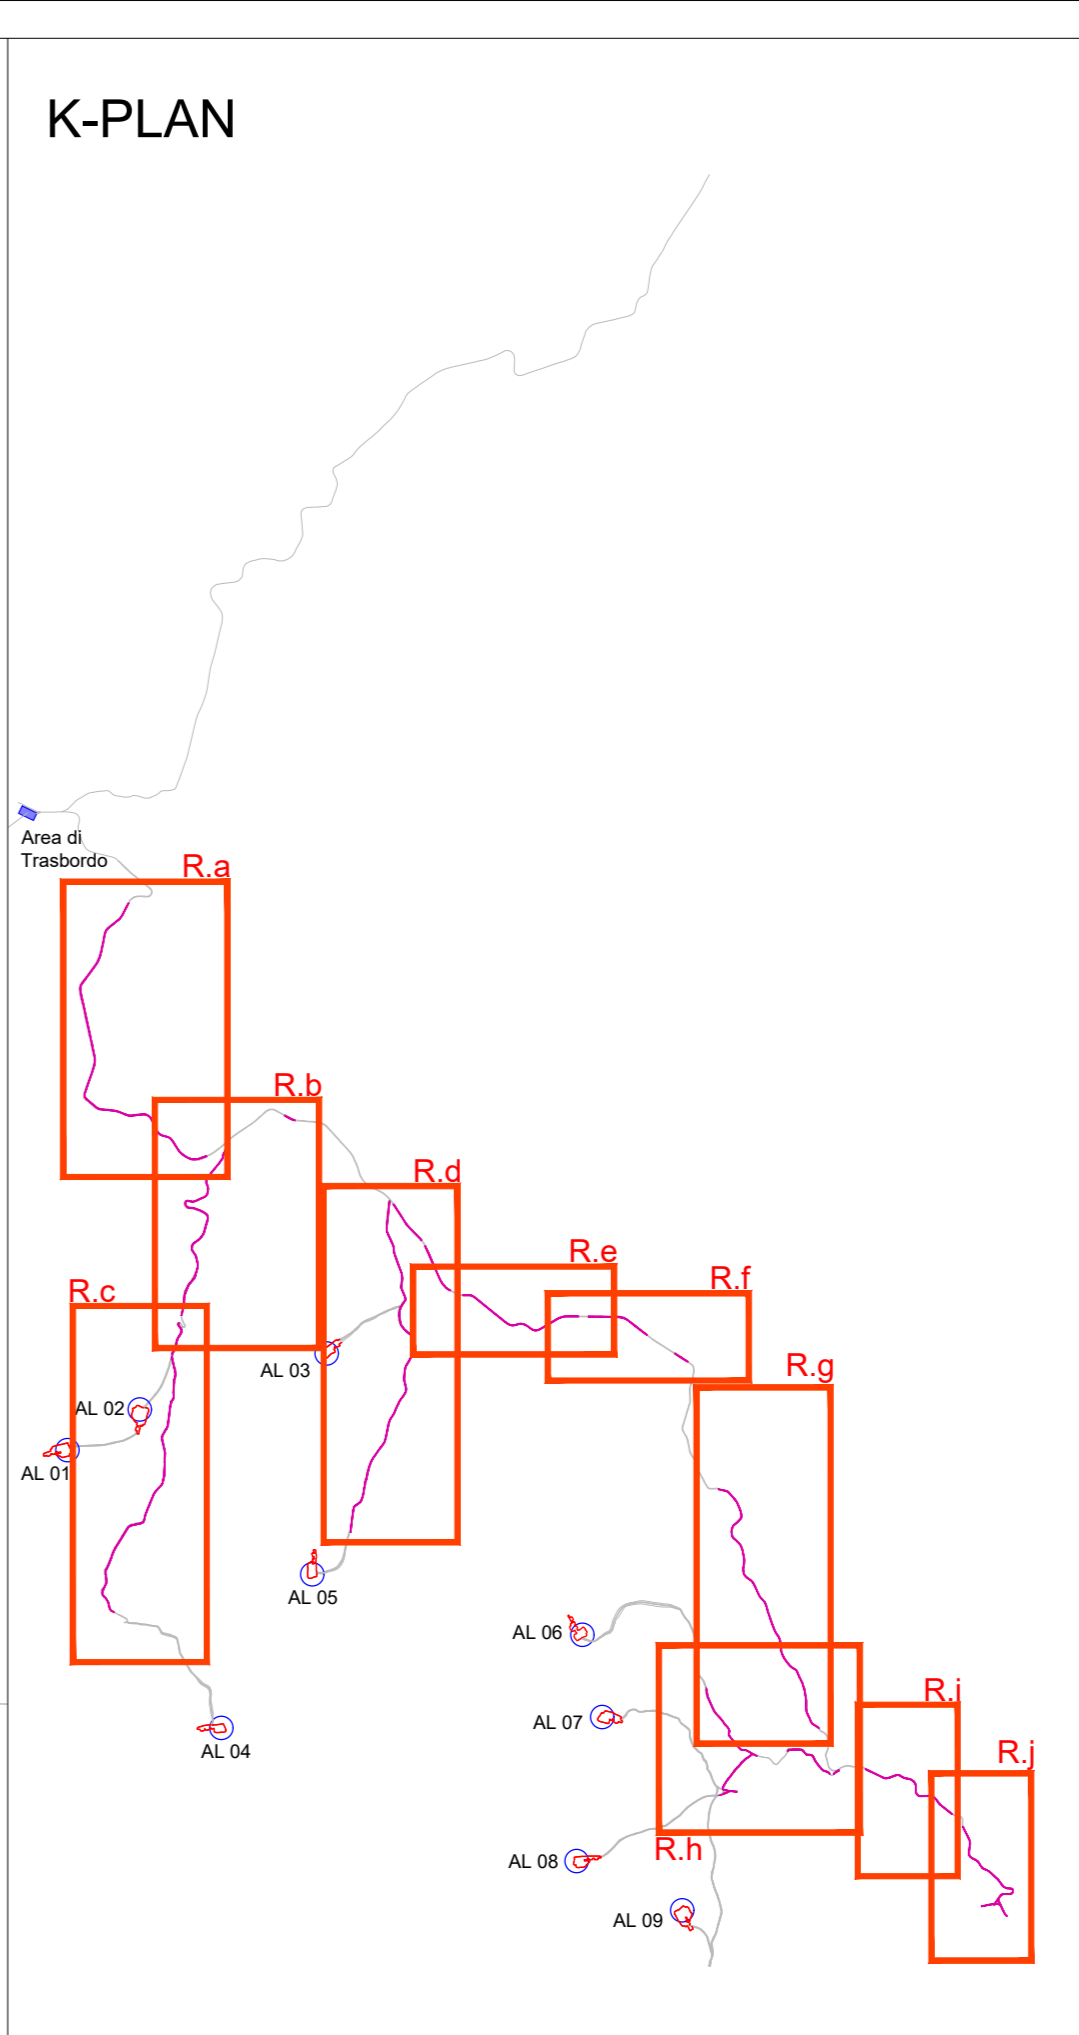 K-PLAN
Area di
Trasbordo
R.a
R.b
R.d
R.e
R.f
R.c
R.g
AL 03
AL 02
AL 01
AL 05
AL 06
R.i
AL 07
AL 04
R.j
R.h
AL 08
AL 09